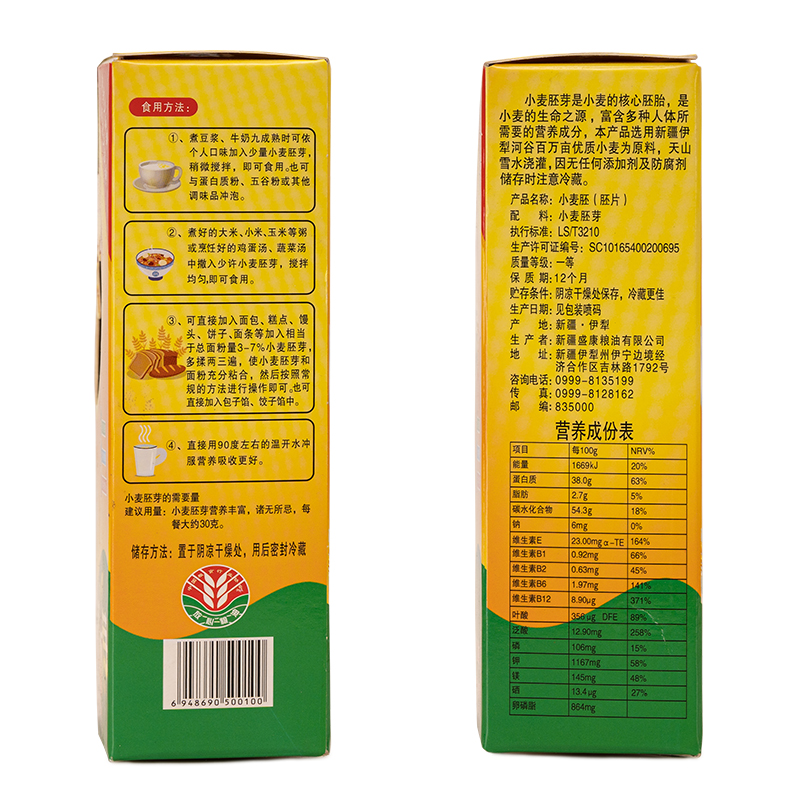 食用方法：
①、煮豆浆、牛奶九成熟时可依
个人口味加入少量小麦胚芽，
稍微搅拌，即可食用。也可
与蛋白质粉、五谷粉或其他
调味品冲泡。
②、煮好的大米、小米、玉米等粥
或烹饪好的鸡蛋汤、蔬菜汤
中撒入少许小麦胚芽，搅拌
均匀，即可食用。
③、可直接加入面包、糕点、馒
头、饼子、面条等加入相当
于总面粉量3-7%小麦胚芽，
多揉两三遍，使小麦胚芽和
面粉充分粘合，然后按照常
规的方法进行操作即可。也可
直接加入包子馅、饺子馅中。
④、直接用90度左右的温开水冲
服营养吸收更好。
小麦胚芽的需要量
建议用量：小麦胚芽营养丰富，诸无所忌，每
餐大约30克。
储存方法：置于阴凉干燥处，用后密封冷藏
6 948690 500100
小麦胚芽是小麦的核心胚胎，是
小麦的生命之源，富含多种人体所
需要的营养成分，本产品选用新疆伊
犁河谷百万亩优质小麦为原料，天山
雪水浇灌，因无任何添加剂及防腐剂
储存时注意冷藏。
产品名称：小麦胚（胚片）
配 料：小麦胚芽
执行标准：LS/T3210
生产许可证编号：SC10165400200695
质量等级：一等
保 质 期：12个月
贮存条件：阴凉干燥处保存，冷藏更佳
生产日期：见包装喷码
产 地：新疆·伊犁
生 产 者：新疆盛康粮油有限公司
地 址：新疆伊犁州伊宁边境经
济合作区吉林路1792号
咨询电话：0999-8135199
传 真：0999-8128162
邮 编：835000
营养成份表
项目 每100g NRV%
能量 1669kJ 20%
蛋白质 38.0g 63%
脂肪 2.7g 5%
碳水化合物 54.3g 18%
钠 6mg 0%
维生素E 23.00mgα-TE 164%
维生素B1 0.92mg 66%
维生素B2 0.63mg 45%
维生素B6 1.97mg 141%
维生素B12 8.90μg 371%
叶酸 356μg DFE 89%
泛酸 12.90mg 258%
磷 106mg 15%
钾 1167mg 58%
镁 145mg 48%
硒 13.4μg 27%
卵磷脂 864mg